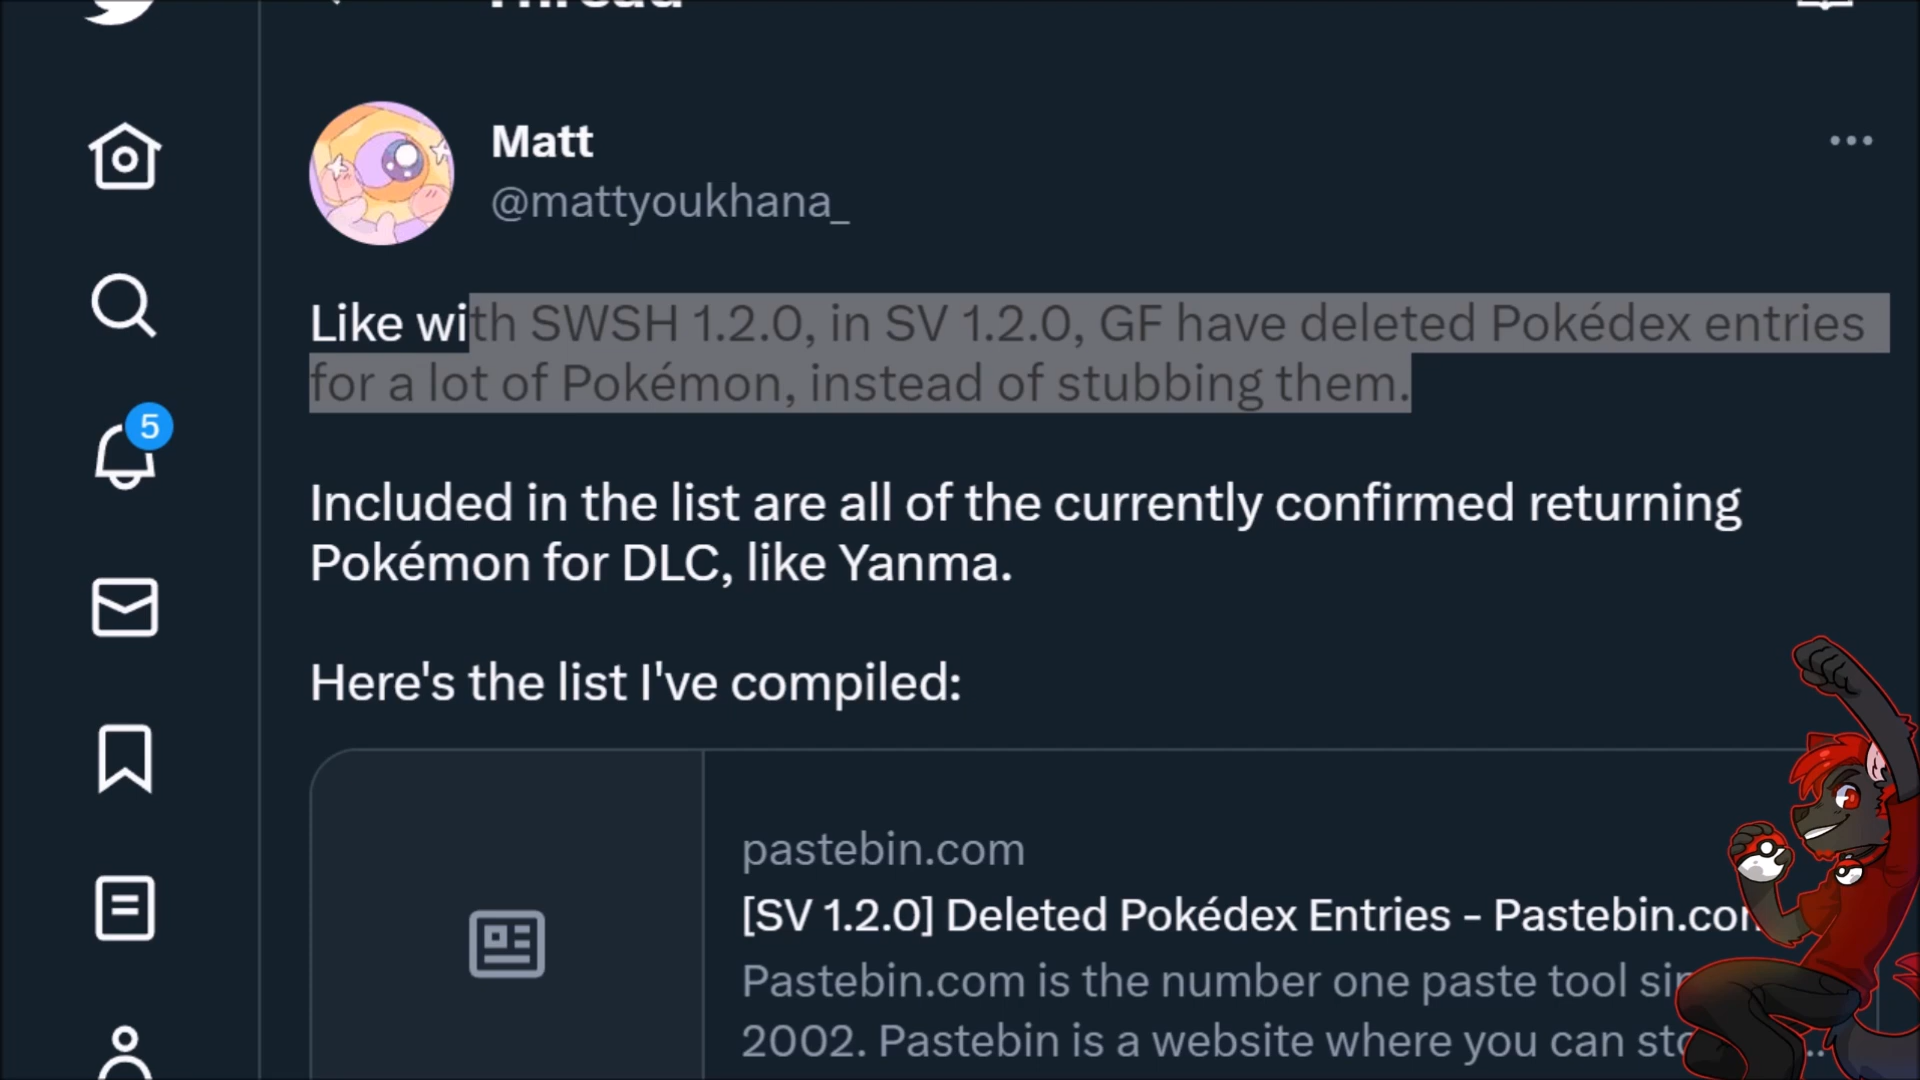 Thread
Matt
@mattyoukhana_
Like with SWSH 1.2.0, in SV 1.2.0, GF have deleted Pokédex entries
for a lot of Pokémon, instead of stubbing them.
5
Included in the list are all of the currently confirmed returning
Pokémon for DLC, like Yanma.
Here's the list I've compiled:
pastebin.com
[SV 1.2.0] Deleted Pokédex Entries - Pastebin.com
Pastebin.com is the number one paste tool
2002. Pastebin is a website where you can